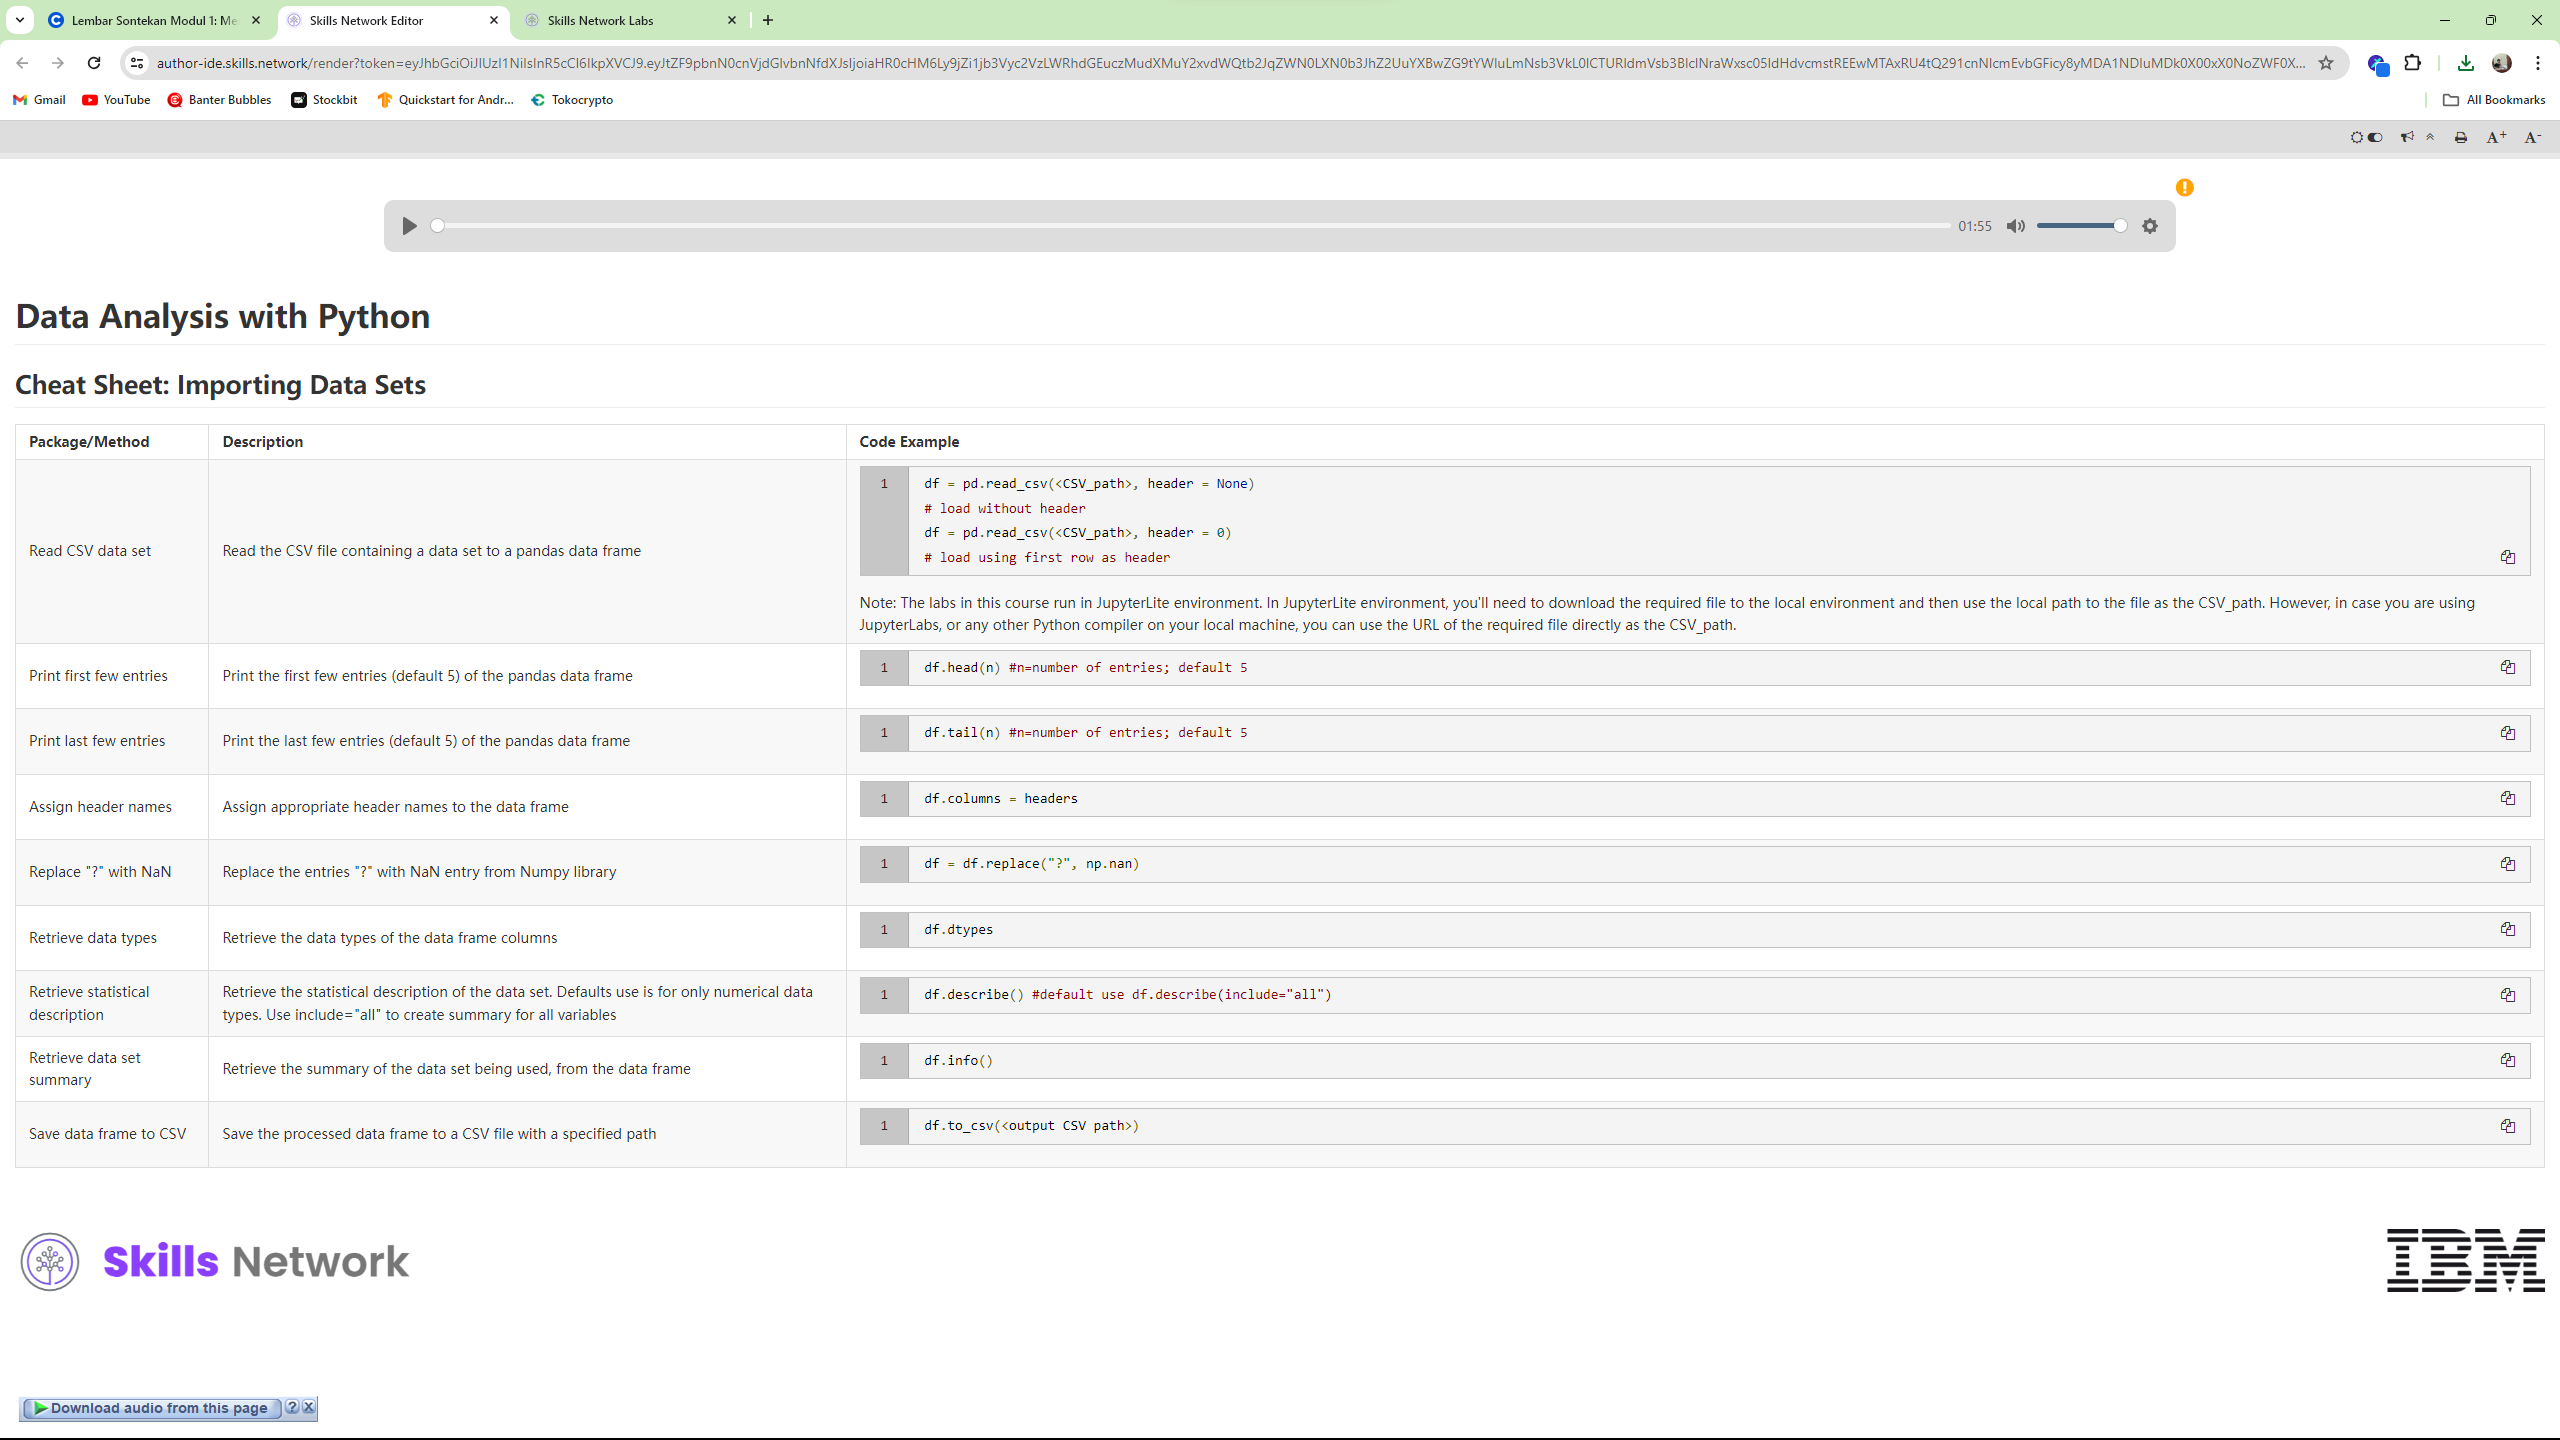 Lembar Sontekan Modul 1: Me
Skills Network Editor
Skills Network Labs
Gmail
YouTube
Banter Bubbles
Stockbit
Quickstart for Andr...
Tokocrypto
All Bookmarks
A+
A-
01:55
Data Analysis with Python
Cheat Sheet: Importing Data Sets
Package/Method Description Code Example
Read CSV data set
Read the CSV file containing a data set to a pandas data frame
1
df = pd.read_csv(<CSV_path>, header = None)
# load without header
df = pd.read_csv(<CSV_path>, header = 0)
# load using first row as header
Note: The labs in this course run in JupyterLite environment. In JupyterLite environment, you'll need to download the required file to the local environment and then use the local path to the file as the CSV_path. However, in case you are using
JupyterLabs, or any other Python compiler on your local machine, you can use the URL of the required file directly as the CSV_path.
Print first few entries
Print the first few entries (default 5) of the pandas data frame
1 df.head(n) #n=number of entries; default 5
Print last few entries
Print the last few entries (default 5) of the pandas data frame
1 df.tail(n) #n=number of entries; default 5
Assign header names
Assign appropriate header names to the data frame
1 df.columns = headers
Replace "?" with NaN
Replace the entries "?" with NaN entry from Numpy library
1 df = df.replace("?", np.nan)
Retrieve data types
Retrieve the data types of the data frame columns
1 df.dtypes
Retrieve statistical
description
Retrieve the statistical description of the data set. Defaults use is for only numerical data
types. Use include="all" to create summary for all variables
1 df.describe() #default use df.describe(include="all")
Retrieve data set
summary
Retrieve the summary of the data set being used, from the data frame
1 df.info()
Save data frame to CSV
Save the processed data frame to a CSV file with a specified path
1 df.to_csv(<output CSV path>)
Skills Network
IBM
Download audio from this page